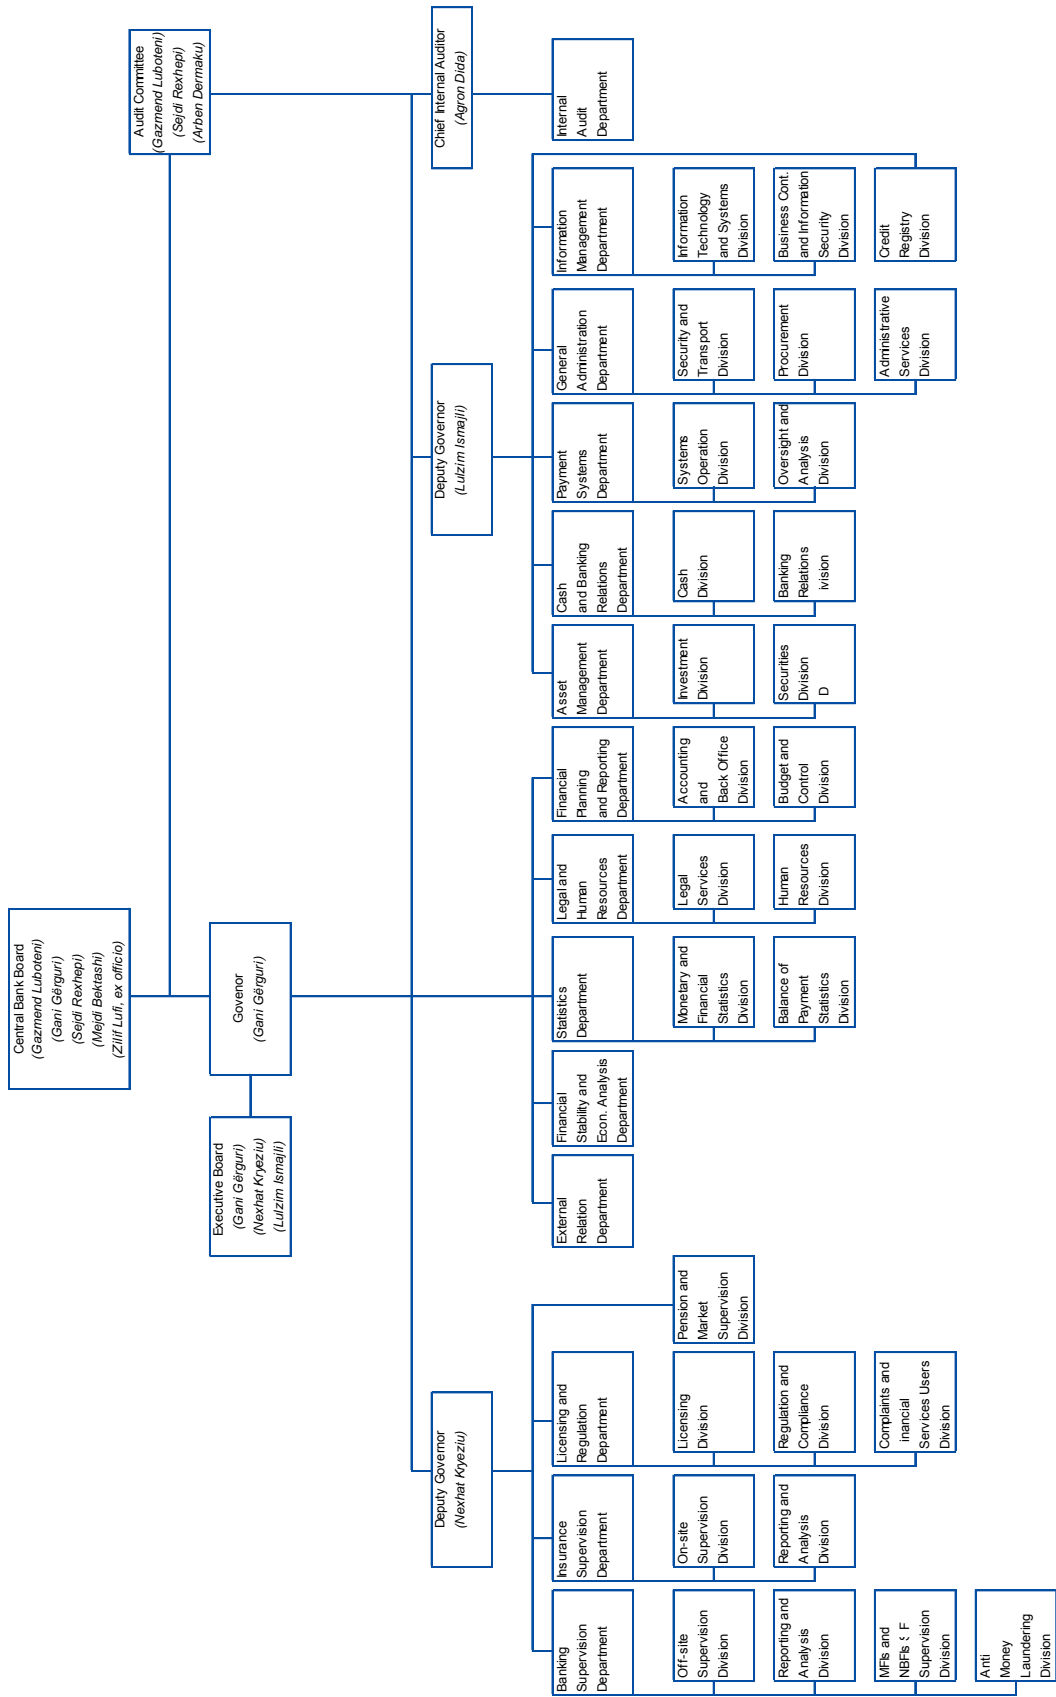 Central Bank Board
(Gazmend Luboteni)
(Gani Gërguri)
(Sejdi Rexhepi)
(Mejdi Bektashi)
(Zilfi Lufi, ex officio)
Audit Committee
(Gazmend Luboteni)
(Sejdi Rexhepi)
(Arben Dermaku)
Executive Board
(Gani Gërguri)
(Nexhat Kryeziu)
(Lulzim Ismajli)
Govenor
(Gani Gërguri)
Deputy Governor
(Nexhat Kryeziu)
Deputy Governor
(Lulzim Ismajli)
Chief Internal Auditor
(Agron Dida)
Banking
Supervision
Department
Insurance
Supervision
Department
Licensing and
Regulation
Department
External
Relation
Department
Financial
Stability and
Econ. Analysis
Department
Statistics
Department
Legal and
Human
Resources
Department
Financial
Planning
and Reporting
Department
Asset
Management
Department
Cash
and Banking
Relations
Department
Payment
Systems
Department
General
Administration
Department
Information
Management
Department
Internal
Audit
Department
Off-site
Supervision
Division
On-site
Supervision
Division
Licensing
Division
Pension and
Market
Supervision
Division
Monetary and
Financial
Statistics
Division
Legal
Services
Division
Accounting
and
Back Office
Division
Investment
Division
Cash
Division
Systems
Operation
Division
Security and
Transport
Division
Information
Technology
and Systems
Division
Reporting and
Analysis
Division
Reporting and
Analysis
Division
Regulation and
Compliance
Division
Balance of
Payment
Statistics
Division
Human
Resources
Division
Budget and
Control
Division
Securities
Division
D
Banking
Relations
ivision
Oversight and
Analysis
Division
Procurement
Division
Business Cont.
and Information
Security
Division
MFIs and
NBFIs
Supervision
Division
Complaints and
inancial
Services Users
Division
Administrative
Services
Division
Credit
Registry
Division
Anti
Money
Laundering
Division